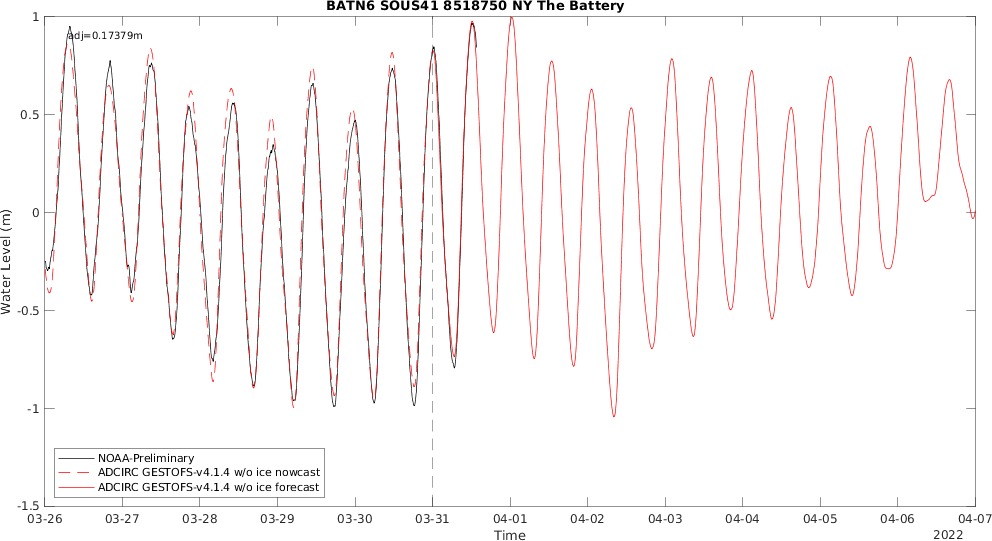 BATN6 SOUS41 8518750 NY The Battery
adj=0.17379m
Water Level (m)
1
0.5
0
-0.5
-1
-1.5
NOAA-Preliminary
ADCIRC GESTOFS-v4.1.4 w/o ice nowcast
ADCIRC GESTOFS-v4.1.4 w/o ice forecast
03-26 03-27 03-28 03-29 03-30 03-31 04-01 04-02 04-03 04-04 04-05 04-06 04-07
Time
2022